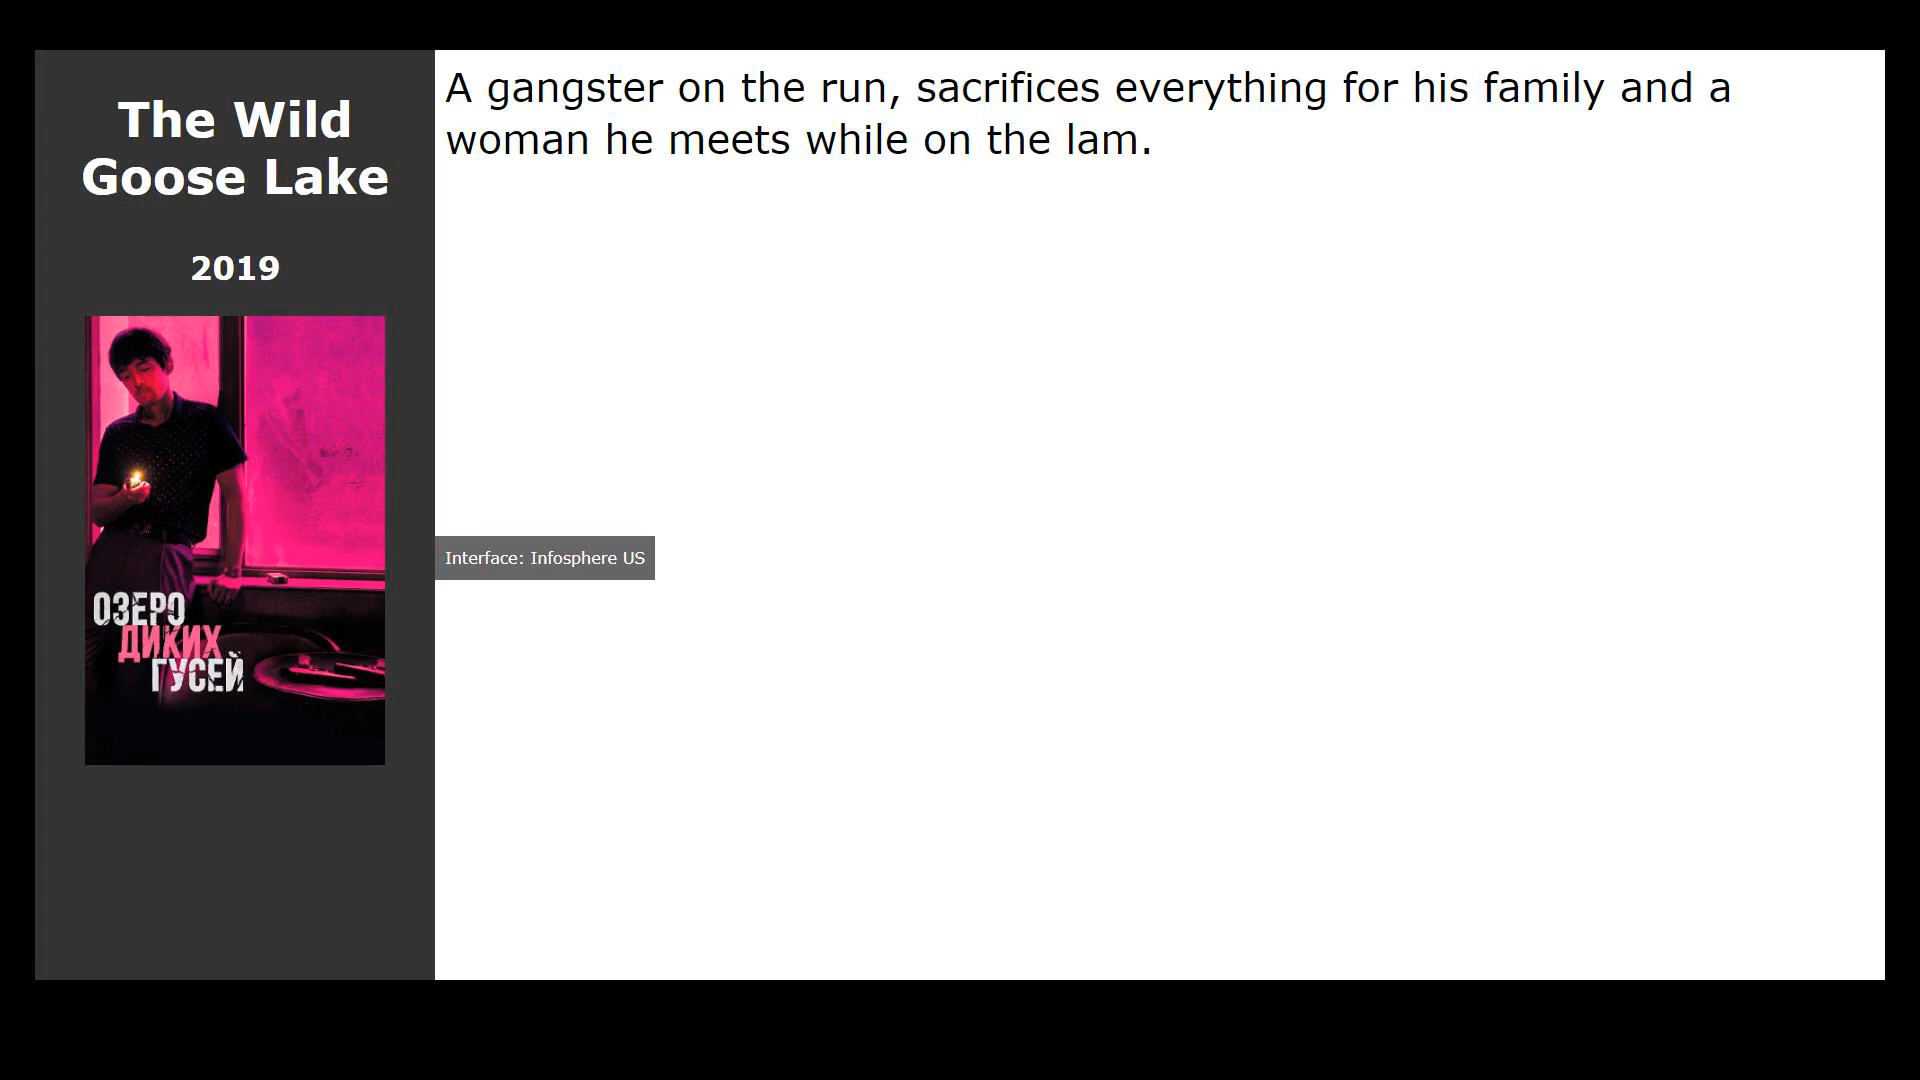 The Wild
Goose Lake
2019
ОЗЕРО
ДИКИХ
ГУСЕЙ
A gangster on the run, sacrifices everything for his family and a
woman he meets while on the lam.
Interface: Infosphere US